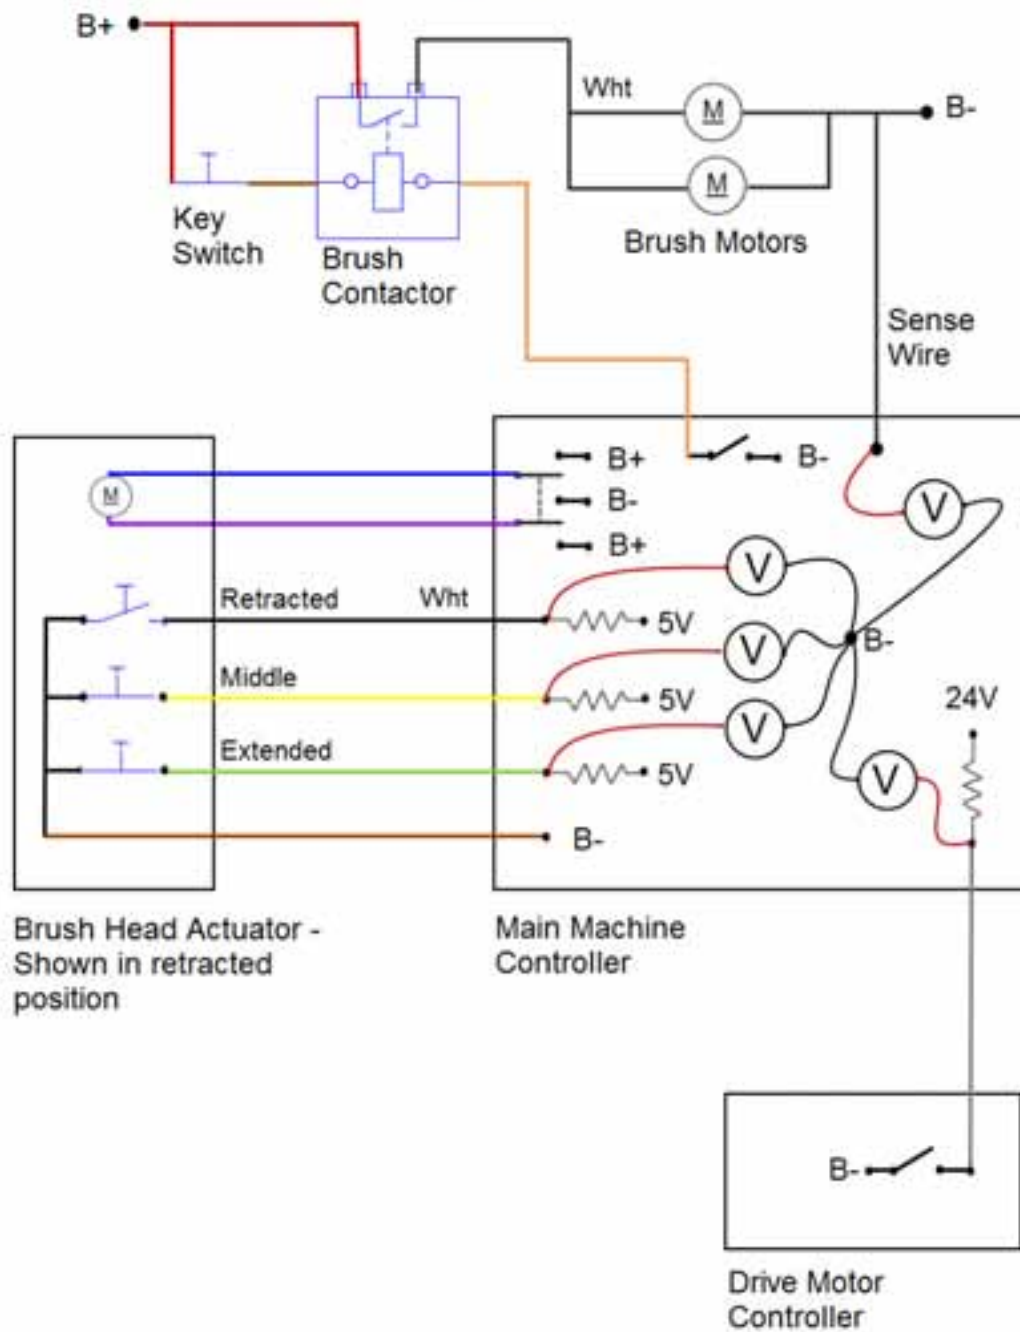 B+
Wht
M
B-
M
Key
Switch
Brush
Contactor
Brush Motors
Sense
Wire
B+
B-
M
B-
V
B+
V
Retracted
Wht
5V
B-
V
Middle
5V
24V
V
Extended
5V
V
B-
Brush Head Actuator -
Shown in retracted
position
Main Machine
Controller
B-
Drive Motor
Controller